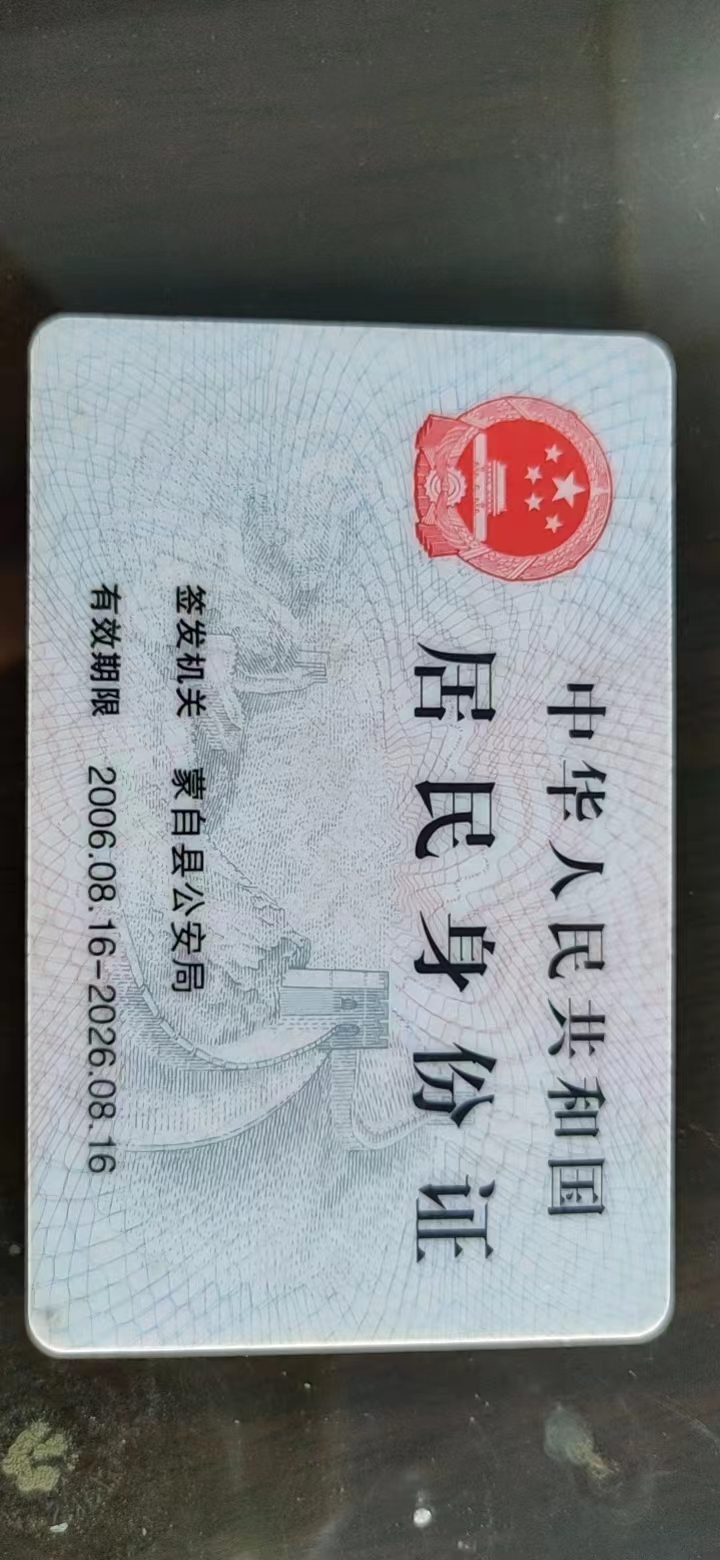 中华人民共和国
居民身份证
签发机关 蒙自县公安局
有效期限 2006.08.16-2026.08.16